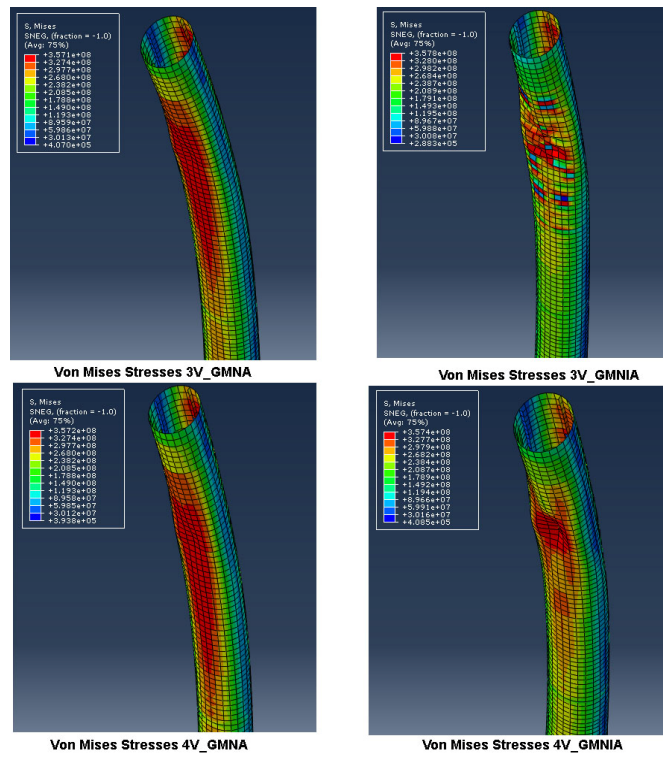 S, Mises
SNEG, (fraction = -1.0)
(Avg: 75%)
+3.571e+08
+3.274e+08
+2.977e+08
+2.680e+08
+2.382e+08
+2.085e+08
+1.788e+08
+1.490e+08
+1.193e+08
+8.959e+07
+5.986e+07
+3.013e+07
+4.070e+05
Von Mises Stresses 3V_GMNA
S, Mises
SNEG, (fraction = -1.0)
(Avg: 75%)
+3.578e+08
+3.280e+08
+2.982e+08
+2.684e+08
+2.387e+08
+2.089e+08
+1.791e+08
+1.493e+08
+1.195e+08
+8.967e+07
+5.988e+07
+3.008e+07
+2.883e+05
Von Mises Stresses 3V_GMNIA
S, Mises
SNEG, (fraction = -1.0)
(Avg: 75%)
+3.572e+08
+3.274e+08
+2.977e+08
+2.680e+08
+2.382e+08
+2.085e+08
+1.788e+08
+1.490e+08
+1.193e+08
+8.958e+07
+5.985e+07
+3.012e+07
+3.938e+05
Von Mises Stresses 4V_GMNA
S, Mises
SNEG, (fraction = -1.0)
(Avg: 75%)
+3.574e+08
+3.277e+08
+2.979e+08
+2.682e+08
+2.384e+08
+2.087e+08
+1.789e+08
+1.492e+08
+1.194e+08
+8.966e+07
+5.991e+07
+3.016e+07
+4.085e+05
Von Mises Stresses 4V_GMNIA